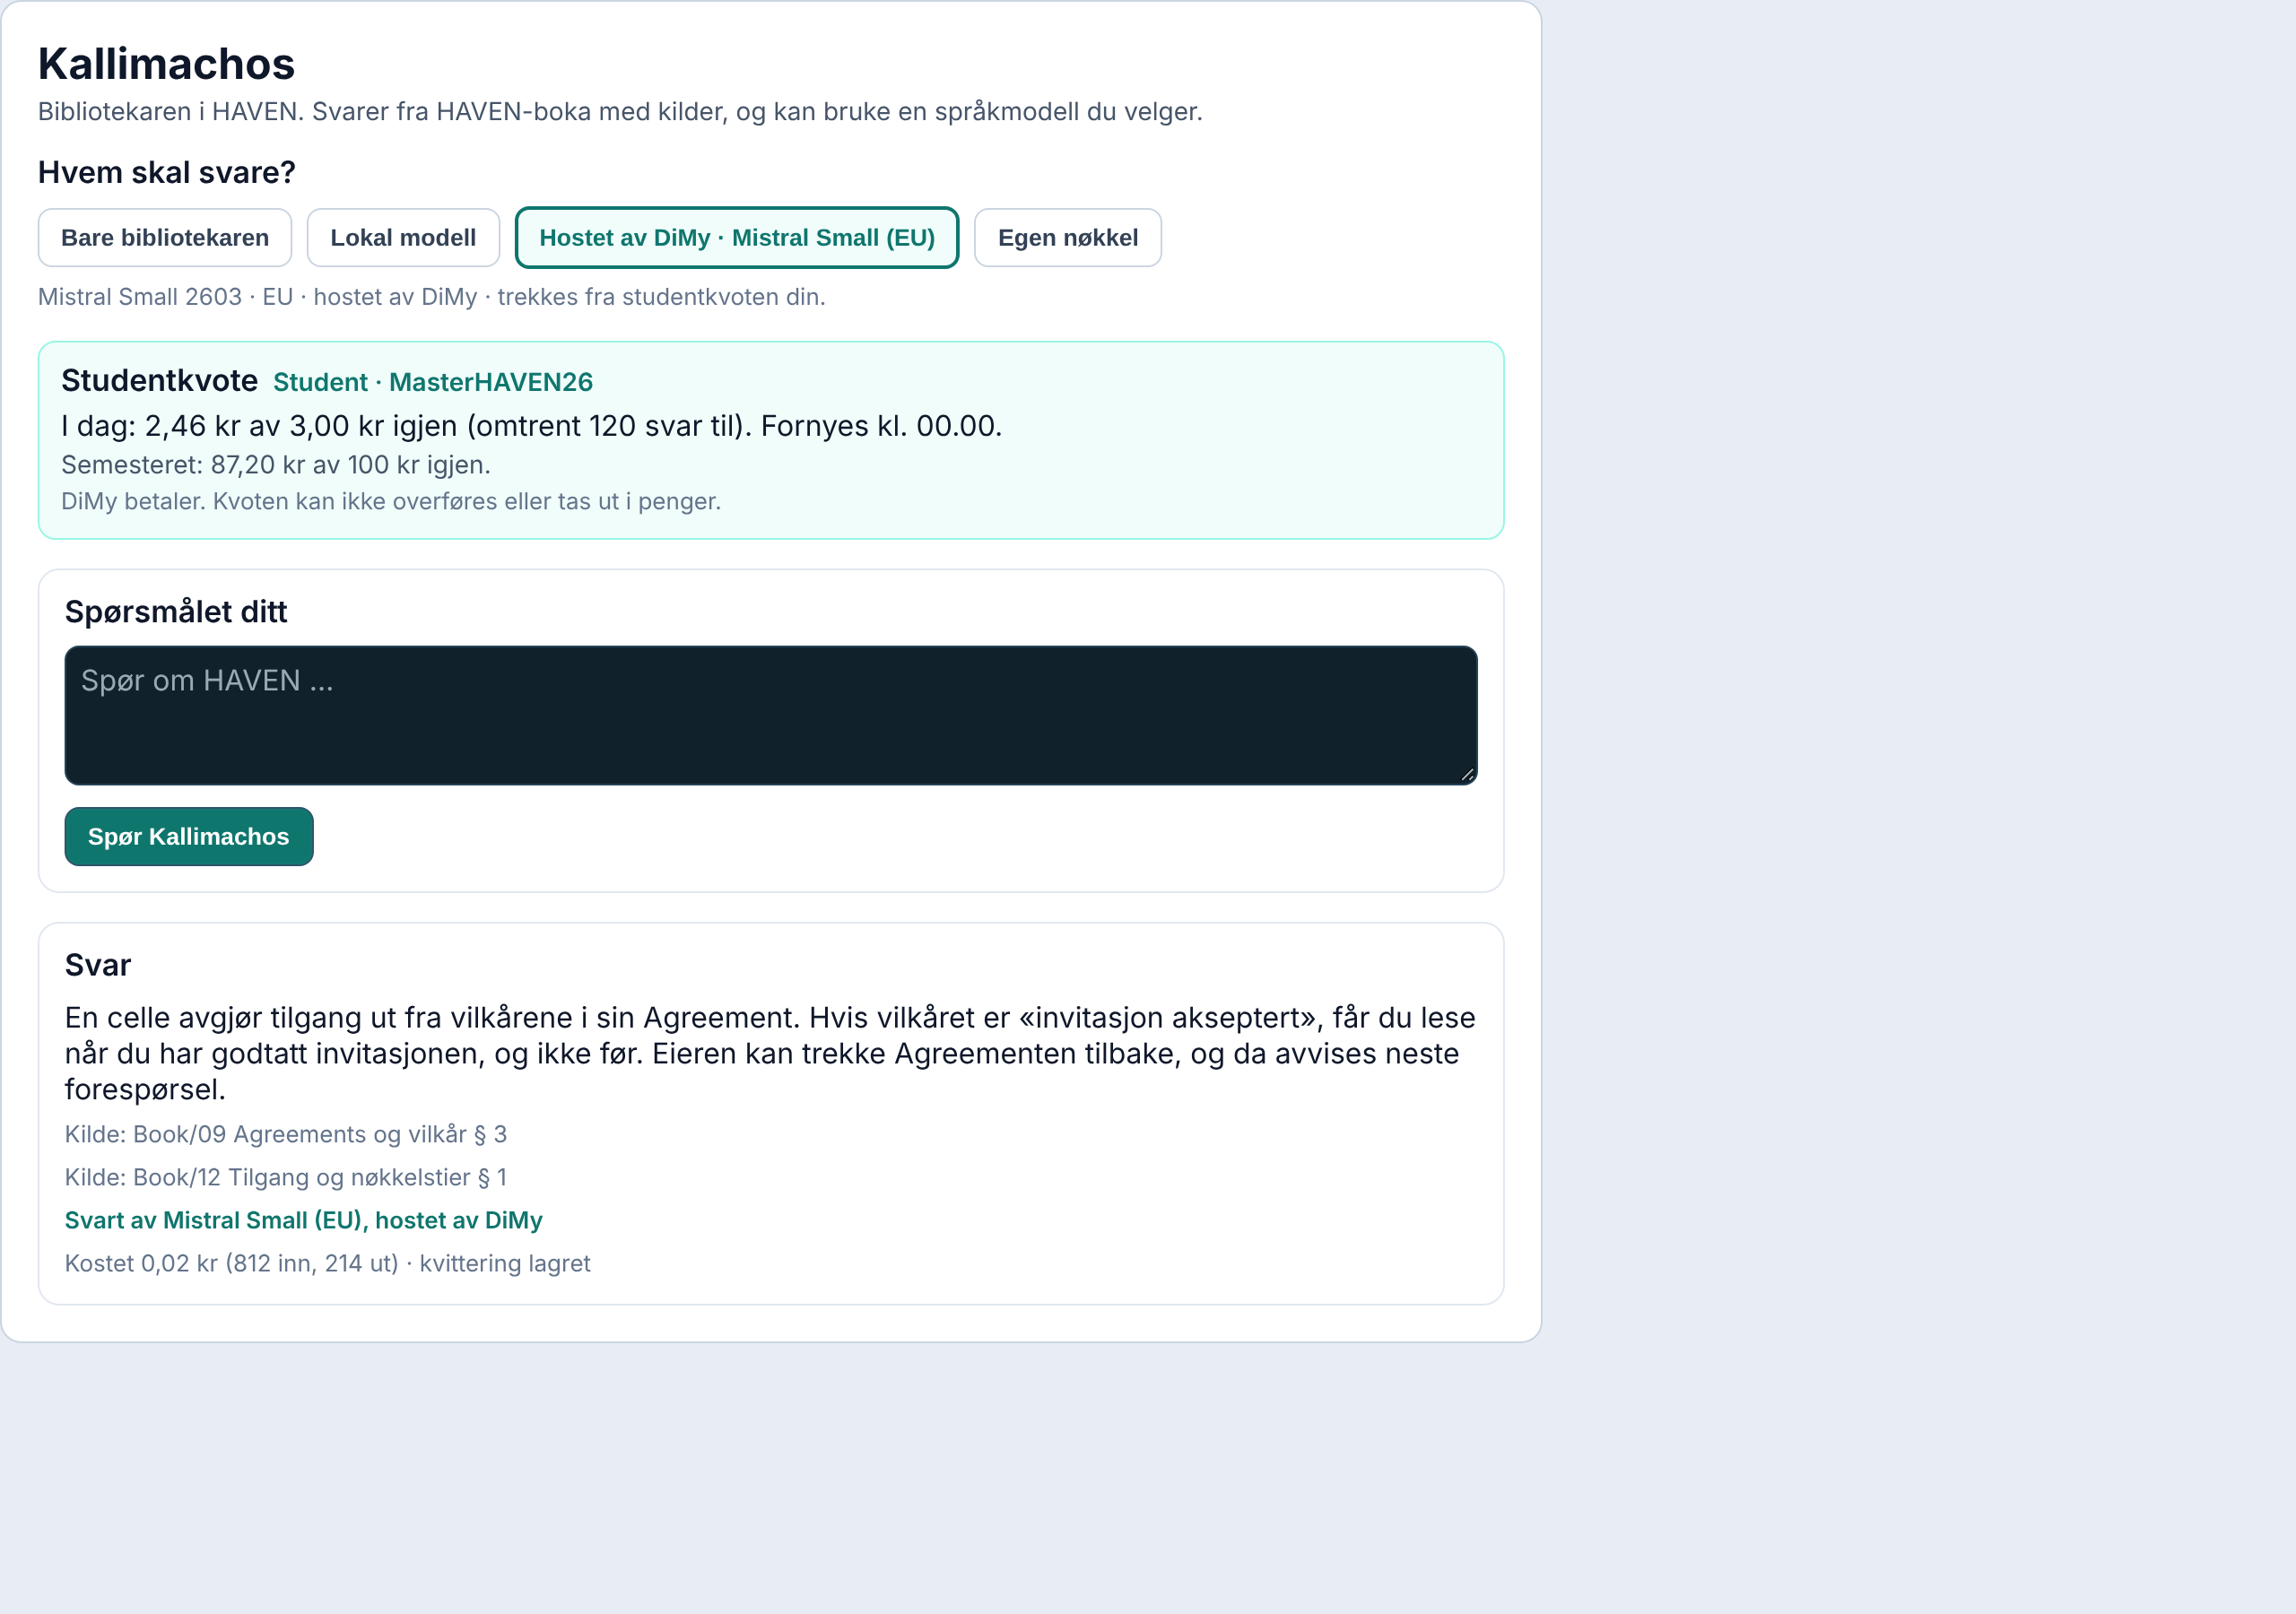 Kallimachos
Bibliotekaren i HAVEN. Svarer fra HAVEN-boka med kilder, og kan bruke en språkmodell du velger.
Hvem skal svare?
Bare bibliotekaren
Lokal modell
Hostet av DiMy · Mistral Small (EU)
Egen nøkkel
Mistral Small 2603 · EU · hostet av DiMy · trekkes fra studentkvoten din.
Studentkvote Student · MasterHAVEN26
I dag: 2,46 kr av 3,00 kr igjen (omtrent 120 svar til). Fornyes kl. 00.00.
Semesteret: 87,20 kr av 100 kr igjen.
DiMy betaler. Kvoten kan ikke overføres eller tas ut i penger.
Spørsmålet ditt
Spør om HAVEN ...
Spør Kallimachos
Svar
En celle avgjør tilgang ut fra vilkårene i sin Agreement. Hvis vilkåret er «invitasjon akseptert», får du lese
når du har godtatt invitasjonen, og ikke før. Eieren kan trekke Agreementen tilbake, og da avvises neste
forespørsel.
Kilde: Book/09 Agreements og vilkår § 3
Kilde: Book/12 Tilgang og nøkkelstier § 1
Svart av Mistral Small (EU), hostet av DiMy
Kostet 0,02 kr (812 inn, 214 ut) · kvittering lagret